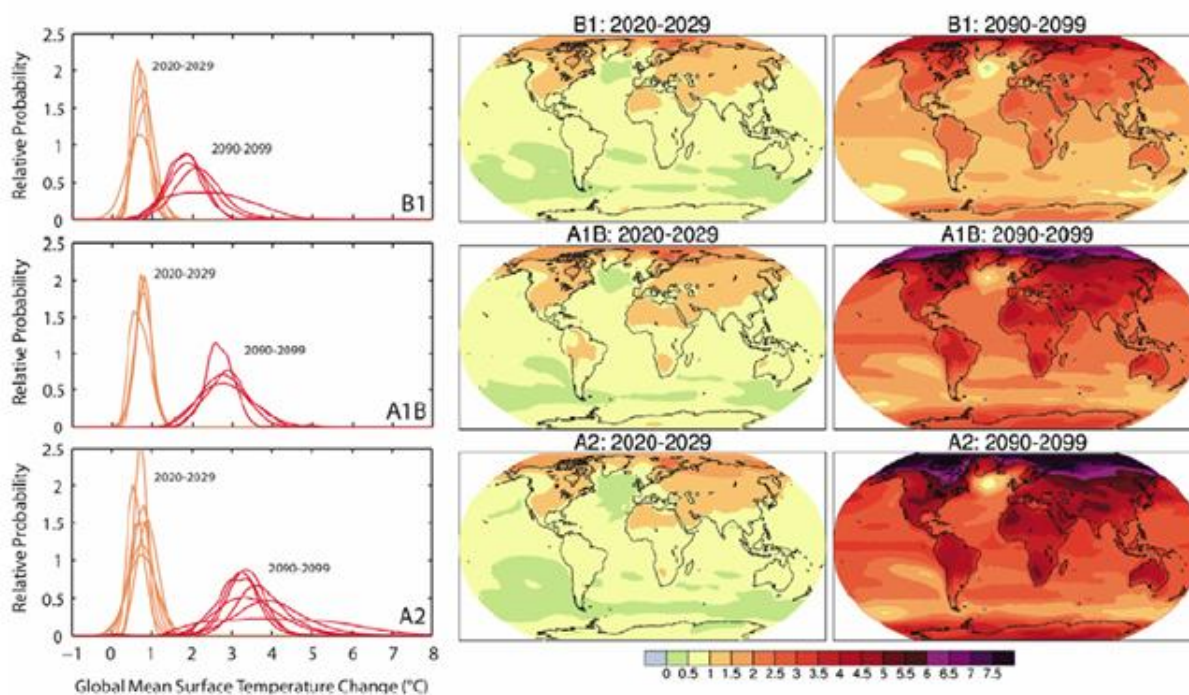 B1: 2020-2029
B1: 2090-2099
Relative Probability
2.5
2
1.5
1
0.5
0
2020-2029
2090-2099
B1
A1B: 2020-2029
A1B: 2090-2099
Relative Probability
2.5
2
1.5
1
0.5
0
2020-2029
2090-2099
A1B
A2: 2020-2029
A2: 2090-2099
Relative Probability
2.5
2
1.5
1
0.5
0
2020-2029
2090-2099
A2
−1 0 1 2 3 4 5 6 7 8
Global Mean Surface Temperature Change (°C)
0 0.5 1 1.5 2 2.5 3 3.5 4 4.5 5 5.5 6 6.5 7 7.5